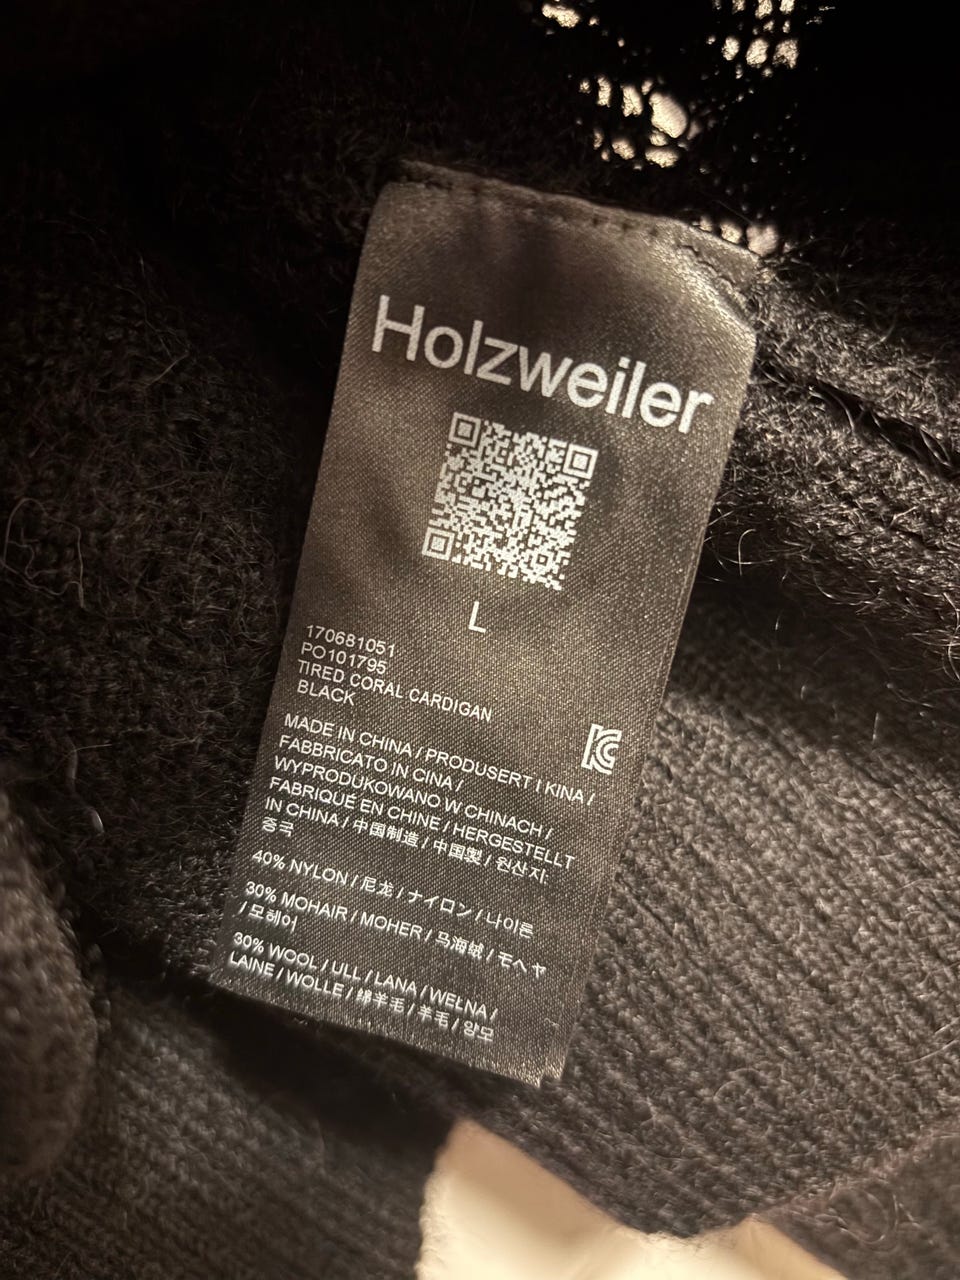 Holzweiler
L
170681051
PO101795
TIRED CORAL CARDIGAN
BLACK
MADE IN CHINA / PRODUSERT I KINA /
FABBRICATO IN CINA /
WYPRODUKOWANO W CHINACH /
FABRIQUÉ EN CHINE / HERGESTELLT
IN CHINA / 中国制造 / 中国製 / 원산지:
중국
40% NYLON / 尼龙 / ナイロン / 나이론
30% MOHAIR / MOHER / 马海绒 / モヘヤ
/ 모헤어
30% WOOL / ULL / LANA / WEŁNA /
LAINE / WOLLE / 绵羊毛 / 羊毛 / 양모